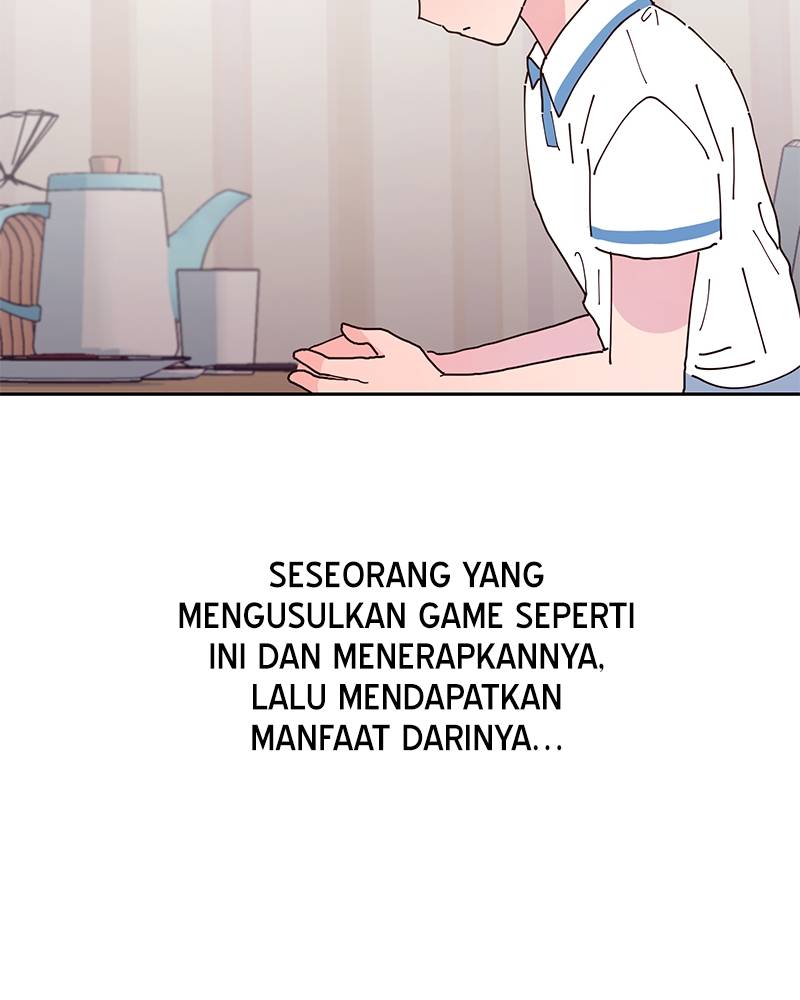 SESEORANG YANG
MENGUSULKAN GAME SEPERTI
INI DAN MENERAPKANNYA,
LALU MENDAPATKAN
MANFAAT DARINYA...